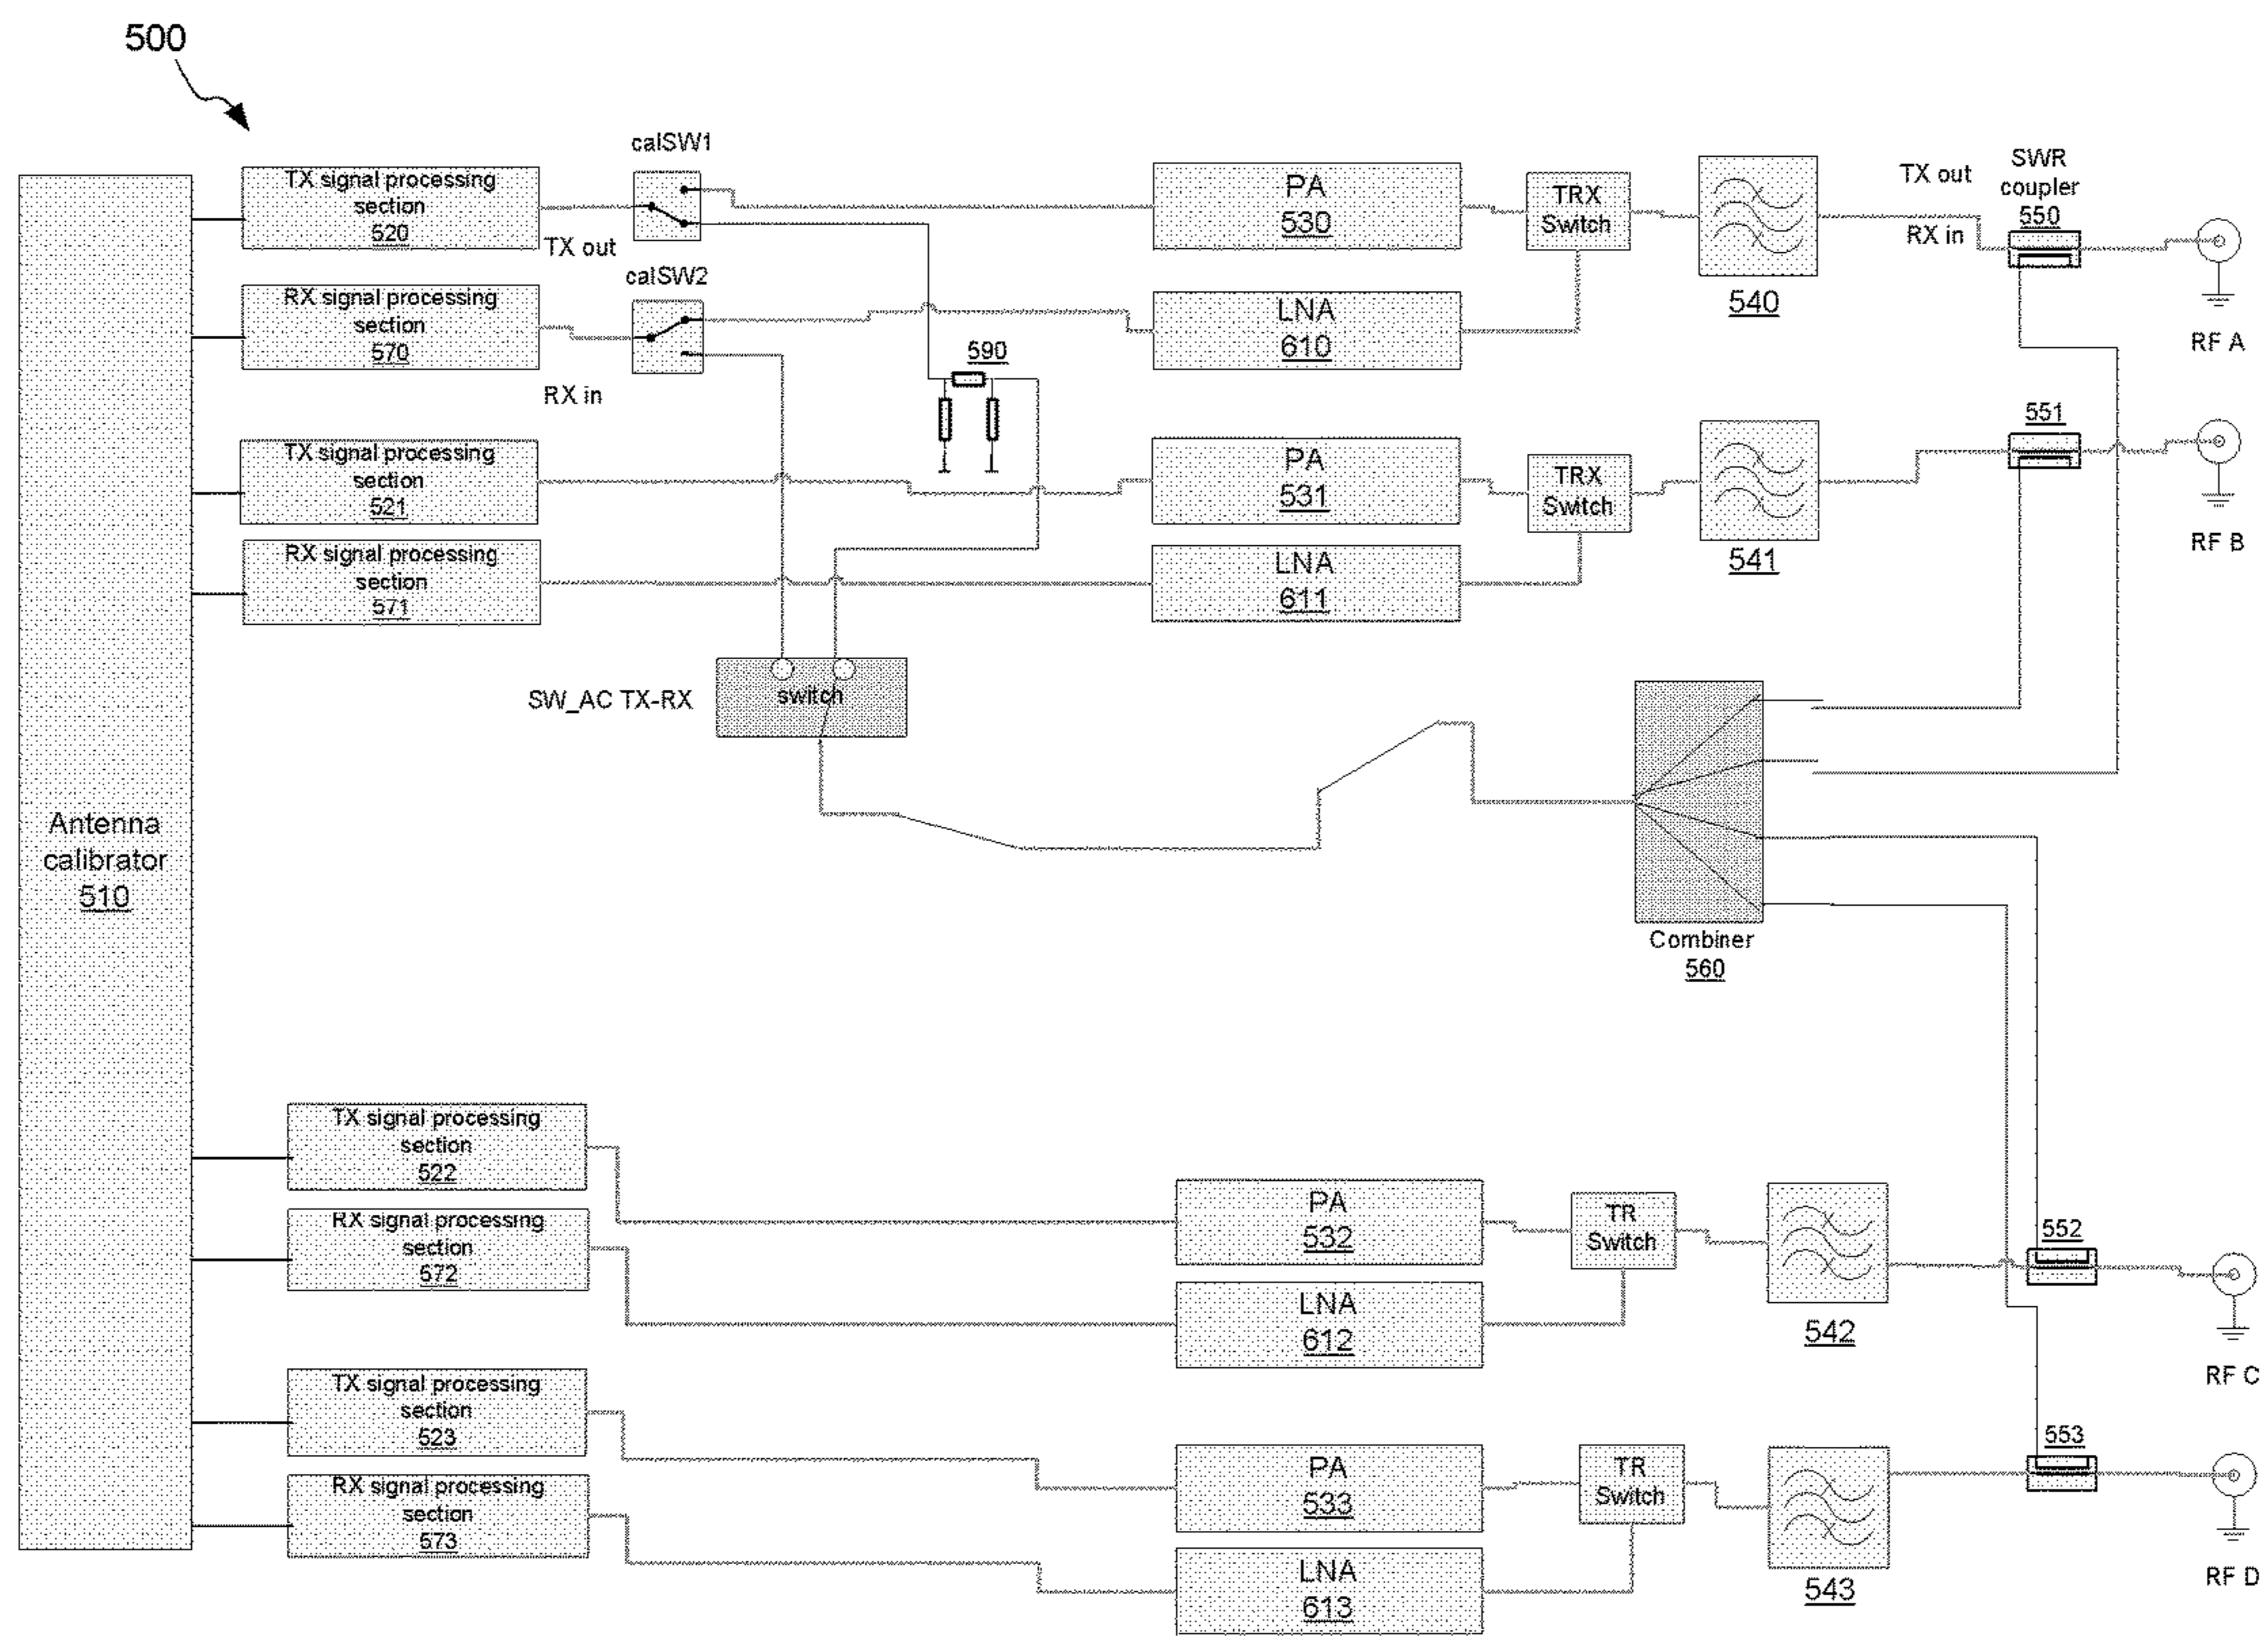 500
TX signal processing
section
520
calSW1
TX out
PA
530
TRX
Switch
540
TX out
RX in
SWR
coupler
550
RF A
RX signal processing
section
570
calSW2
RX in
LNA
610
590
TX signal processing
section
521
PA
531
TRX
Switch
541
551
RF B
RX signal processing
section
571
LNA
611
SW_AC TX-RX
switch
Combiner
560
Antenna
calibrator
510
TX signal processing
section
522
PA
532
TR
Switch
542
552
RF C
RX signal processing
section
572
LNA
612
TX signal processing
section
523
PA
533
TR
Switch
543
553
RF D
RX signal processing
section
573
LNA
613